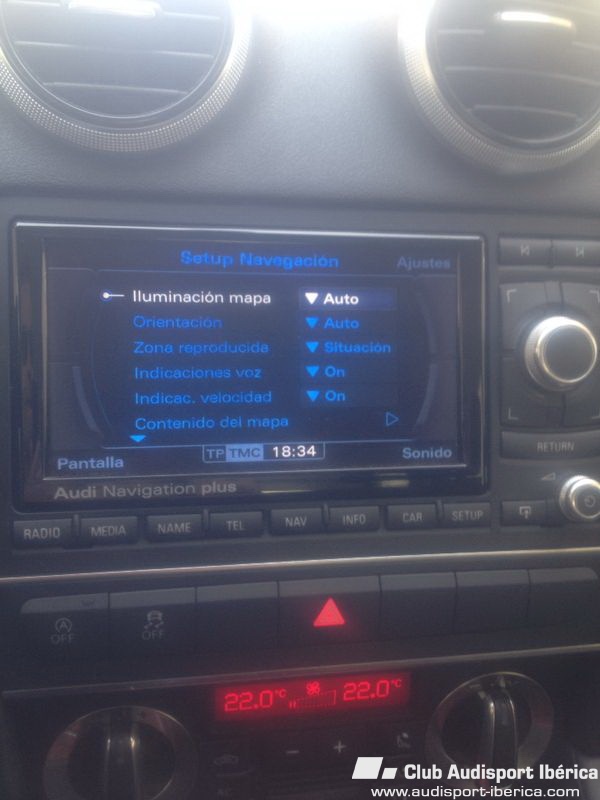 Setup Navegación
Ajustes
Iluminación mapa Auto
Orientación Auto
Zona reproducida Situación
Indicaciones voz On
Indicac. velocidad On
Contenido del mapa
Pantalla TP TMC 18:34 Sonido
Audi Navigation plus
RETURN
RADIO MEDIA NAME TEL NAV INFO CAR SETUP
A OFF OFF
22.0°C 22.0°C
- +
AC
Club Audisport Ibérica
www.audisport-iberica.com